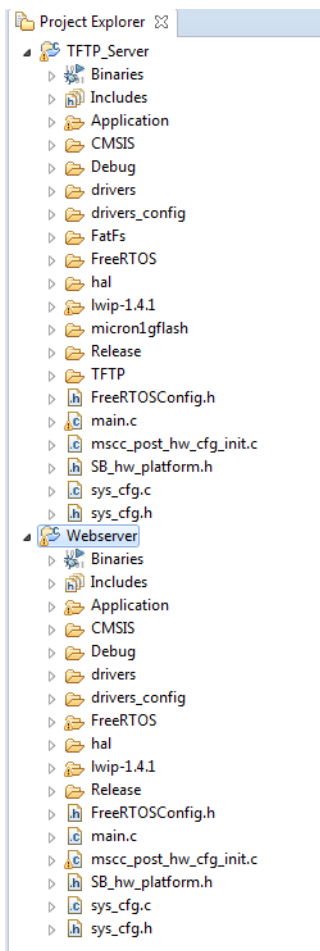 Project Explorer
TFTP_Server
Binaries
Includes
Application
CMSIS
Debug
drivers
drivers_config
FatFs
FreeRTOS
hal
lwip-1.4.1
micron1gflash
Release
TFTP
FreeRTOSConfig.h
main.c
mscc_post_hw_cfg_init.c
SB_hw_platform.h
sys_cfg.c
sys_cfg.h
Webserver
Binaries
Includes
Application
CMSIS
Debug
drivers
drivers_config
FreeRTOS
hal
lwip-1.4.1
Release
FreeRTOSConfig.h
main.c
mscc_post_hw_cfg_init.c
SB_hw_platform.h
sys_cfg.c
sys_cfg.h